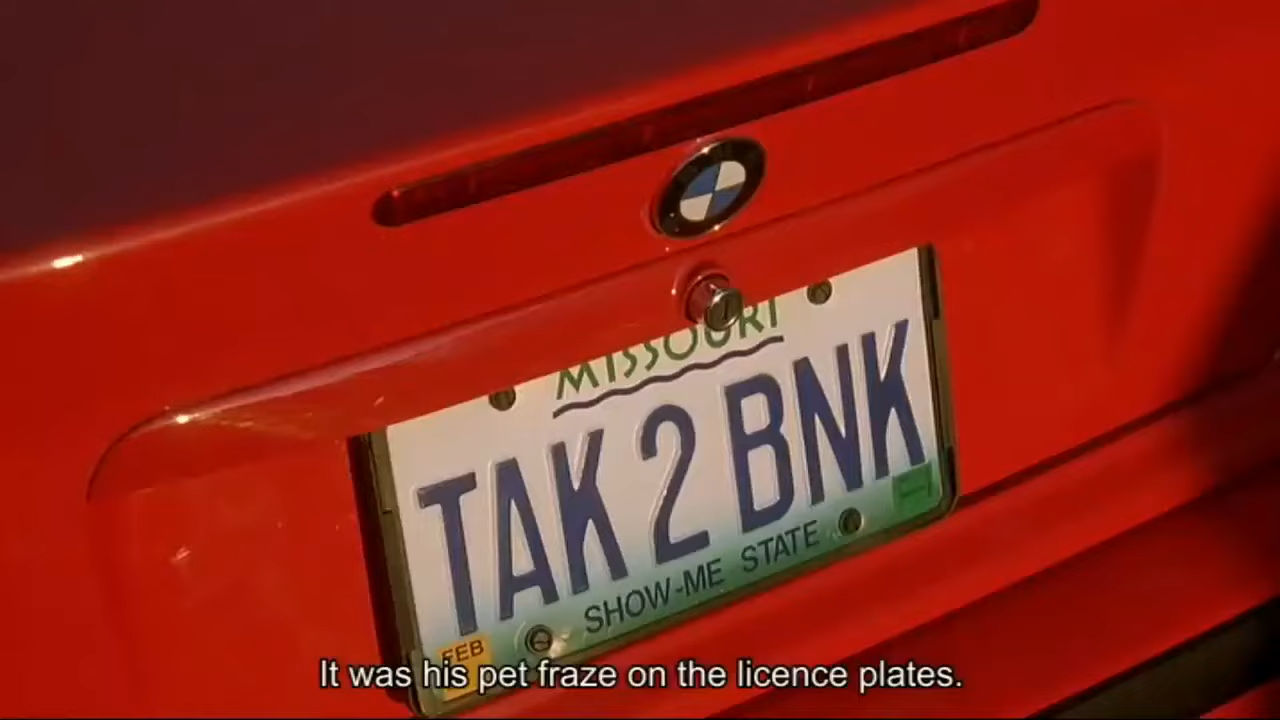 MISSOURI
TAK 2 BNK
SHOW-ME STATE
FEB
It was his pet fraze on the licence plates.